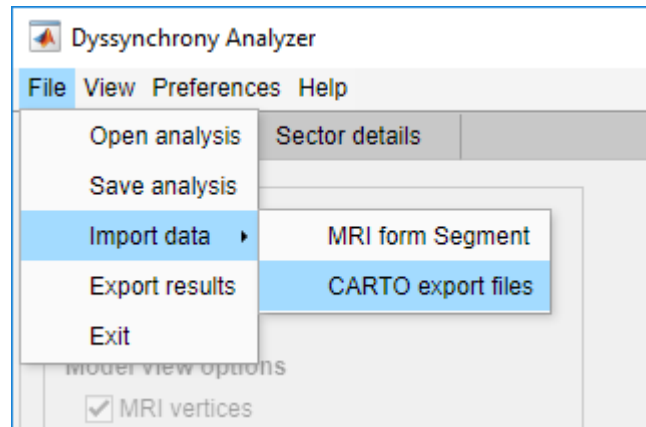 Dyssynchrony Analyzer
File View Preferences Help
Open analysis
Sector details
Save analysis
Import data
MRI form Segment
Export results
CARTO export files
Exit
Model view options
MRI vertices